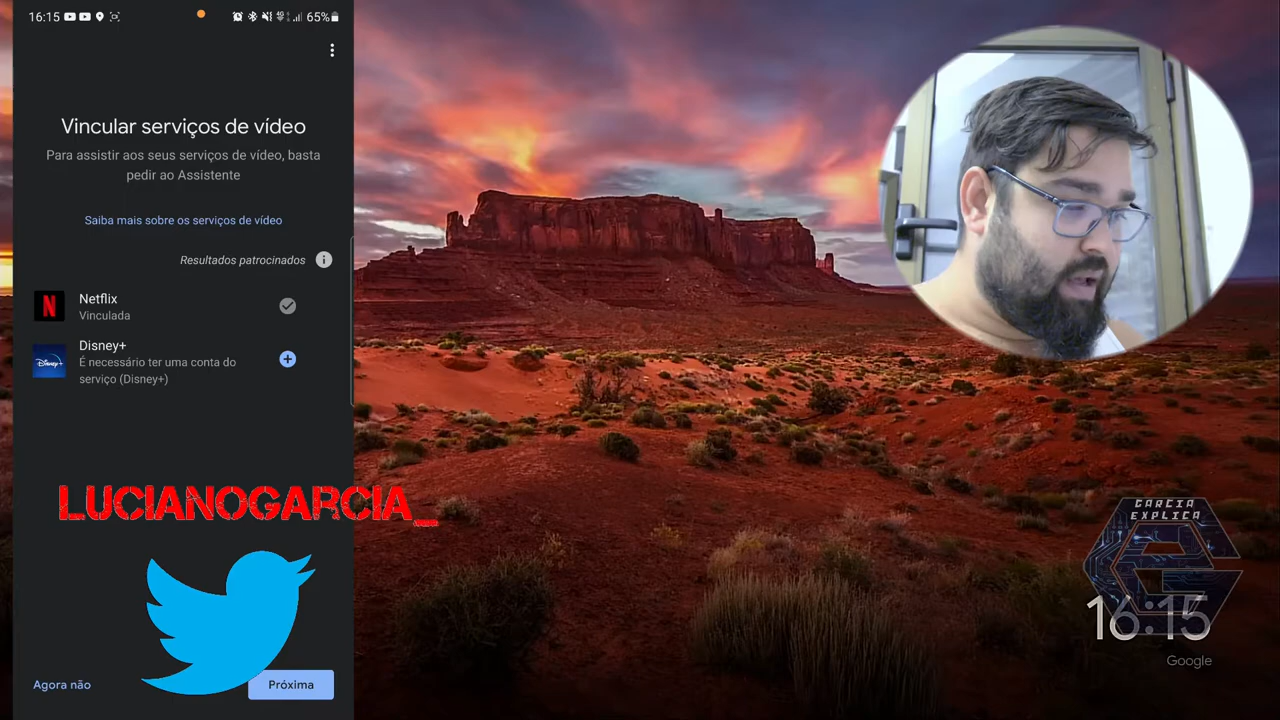 16:15
65%
Vincular serviços de vídeo
Para assistir aos seus serviços de vídeo, basta
pedir ao Assistente
Saiba mais sobre os serviços de vídeo
Resultados patrocinados
Netflix
Vinculada
Disney+
É necessário ter uma conta do
serviço (Disney+)
LUCIANOGARCIA_
Agora não
Próxima
GARCIA
EXPLICA
16:15
Google